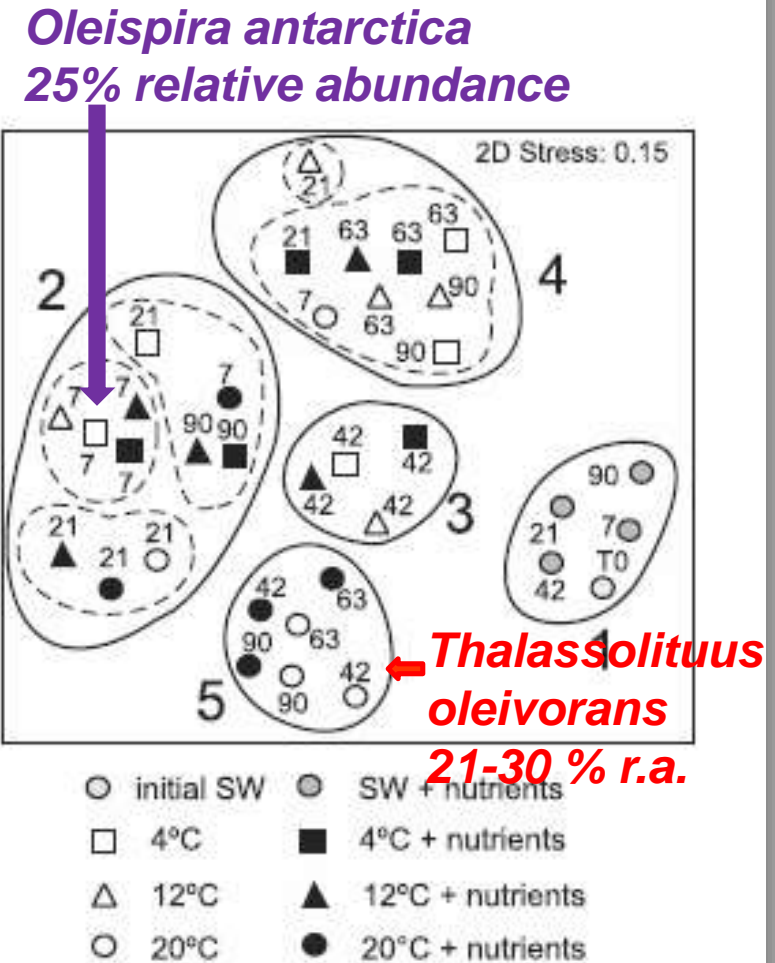 Oleispira antarctica
25% relative abundance
2D Stress: 0.15
21
63
21 63 63
4
2
90
7
63
21
90
7
7 7
90 90
42
42
7
7
42 42
3
90
21
7
21 21
21
T0
42
42
63
1
63
90
42
90
5
Thalassolituus
oleivorans
21-30 % r.a.
initial SW SW + nutrients
4ºC 4ºC + nutrients
12ºC 12ºC + nutrients
20ºC 20°C + nutrients